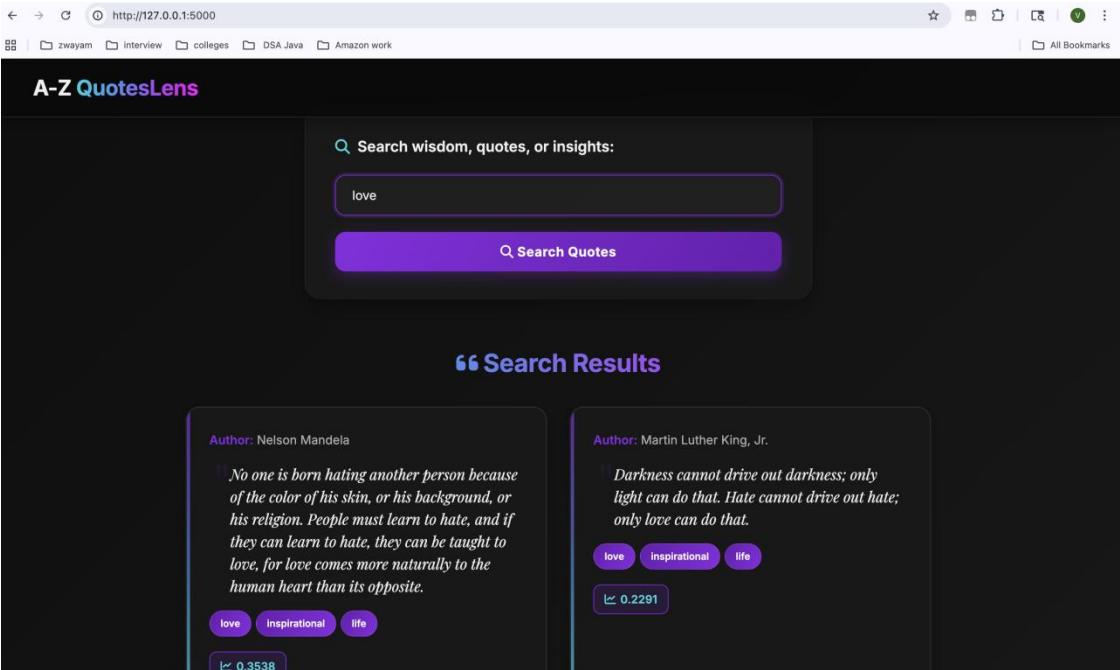 http://127.0.0.1:5000
V
zwayam interview colleges DSA Java Amazon work All Bookmarks
A-Z QuotesLens
Search wisdom, quotes, or insights:
love
Search Quotes
Search Results
Author: Nelson Mandela
No one is born hating another person because
of the color of his skin, or his background, or
his religion. People must learn to hate, and if
they can learn to hate, they can be taught to
love, for love comes more naturally to the
human heart than its opposite.
love inspirational life
0.3538
Author: Martin Luther King, Jr.
Darkness cannot drive out darkness; only
light can do that. Hate cannot drive out hate;
only love can do that.
love inspirational life
0.2291